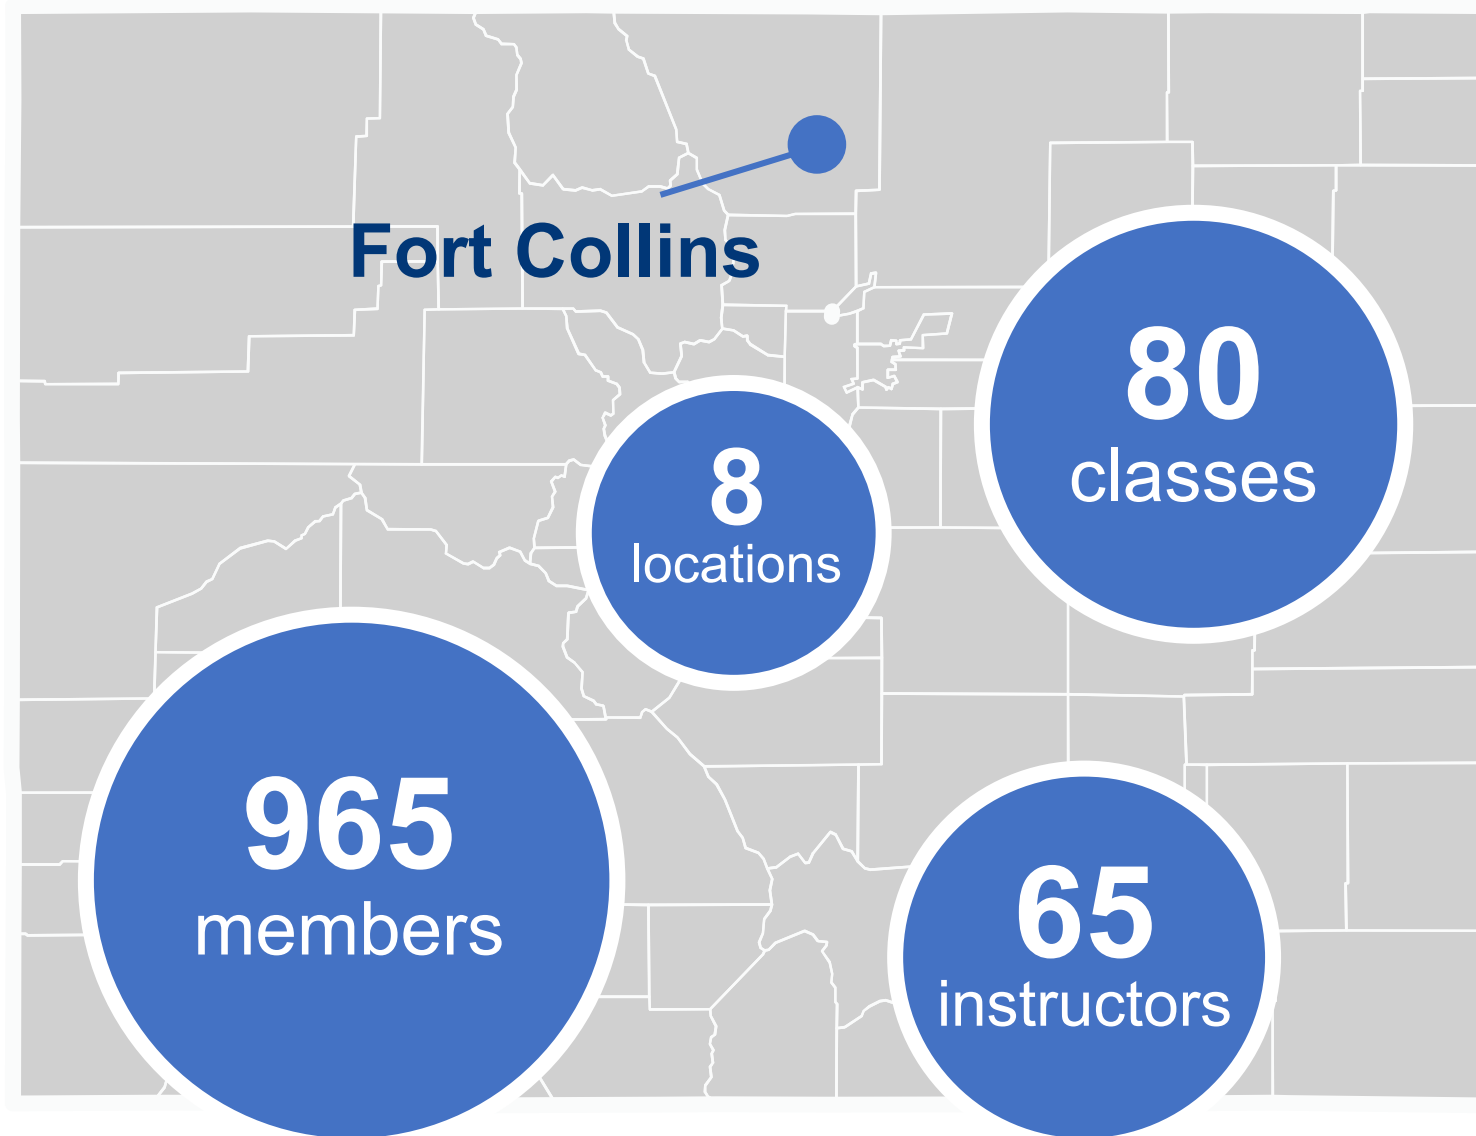 Fort Collins
80
classes
8
locations
965
members
65
instructors